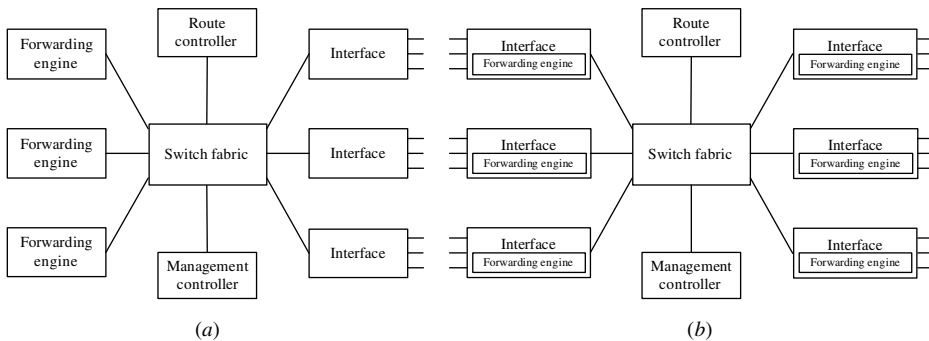 Route
controller
Forwarding
engine
Interface
Forwarding
engine
Switch fabric
Interface
Forwarding
engine
Management
controller
Interface
(a)
Route
controller
Interface
Forwarding engine
Interface
Forwarding engine
Interface
Forwarding engine
Switch fabric
Interface
Forwarding engine
Interface
Forwarding engine
Management
controller
Interface
Forwarding engine
(b)